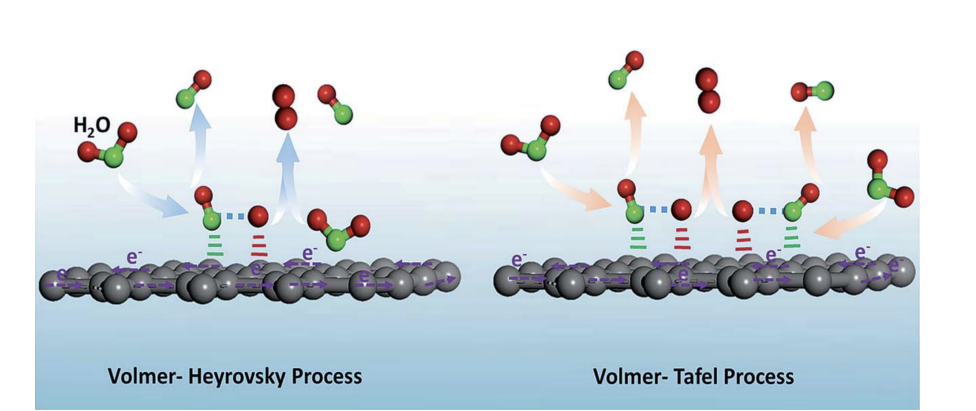 H₂O
e⁻ e⁻ e⁻ e⁻ e⁻
e⁻ e⁻ e⁻ e⁻
Volmer- Heyrovsky Process
Volmer- Tafel Process